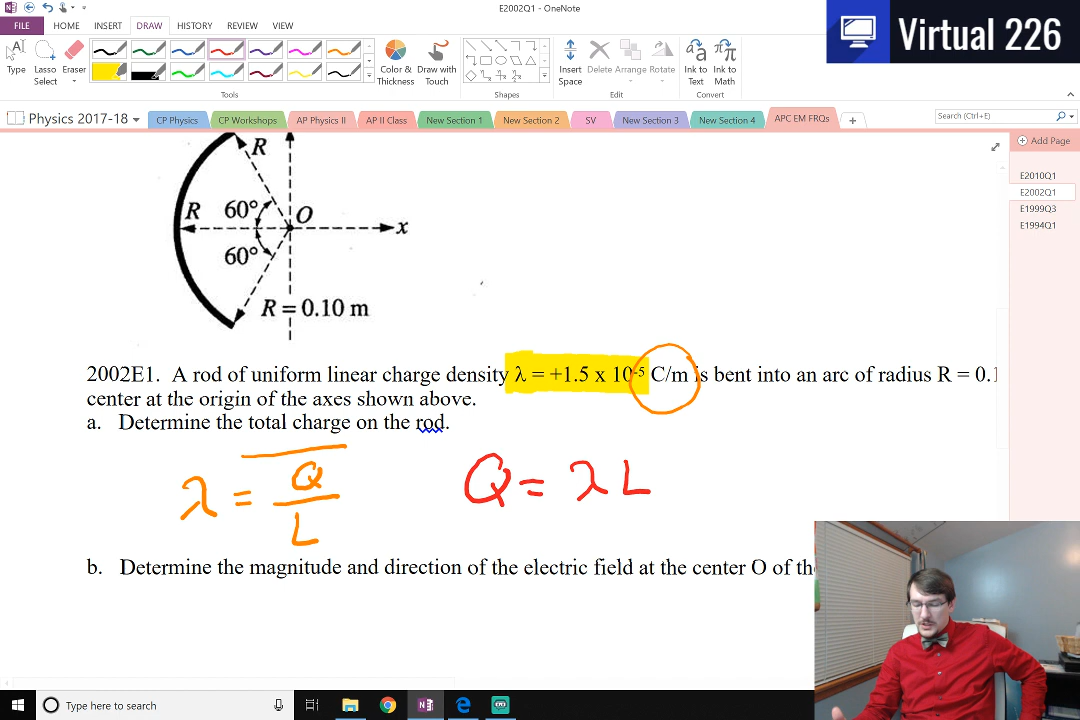 E2002Q1 - OneNote
FILE HOME INSERT DRAW HISTORY REVIEW VIEW
Virtual 226
Type
Lasso Select
Eraser
Color & Thickness
Draw with Touch
Insert Space
Delete
Arrange
Rotate
Ink to Text
Ink to Math
Tools
Shapes
Edit
Convert
Physics 2017-18
CP Physics
CP Workshops
AP Physics II
AP II Class
New Section 1
New Section 2
SV
New Section 3
New Section 4
APC EM FRQs
Search (Ctrl+E)
Add Page
E2010Q1
E2002Q1
E1999Q3
E1994Q1
R
R 60° O
x
60°
R = 0.10 m
2002E1. A rod of uniform linear charge density λ = +1.5 x 10-5 C/m is bent into an arc of radius R = 0.1
center at the origin of the axes shown above.
a. Determine the total charge on the rod.
λ = Q/L
Q = λ L
b. Determine the magnitude and direction of the electric field at the center O of th
Type here to search